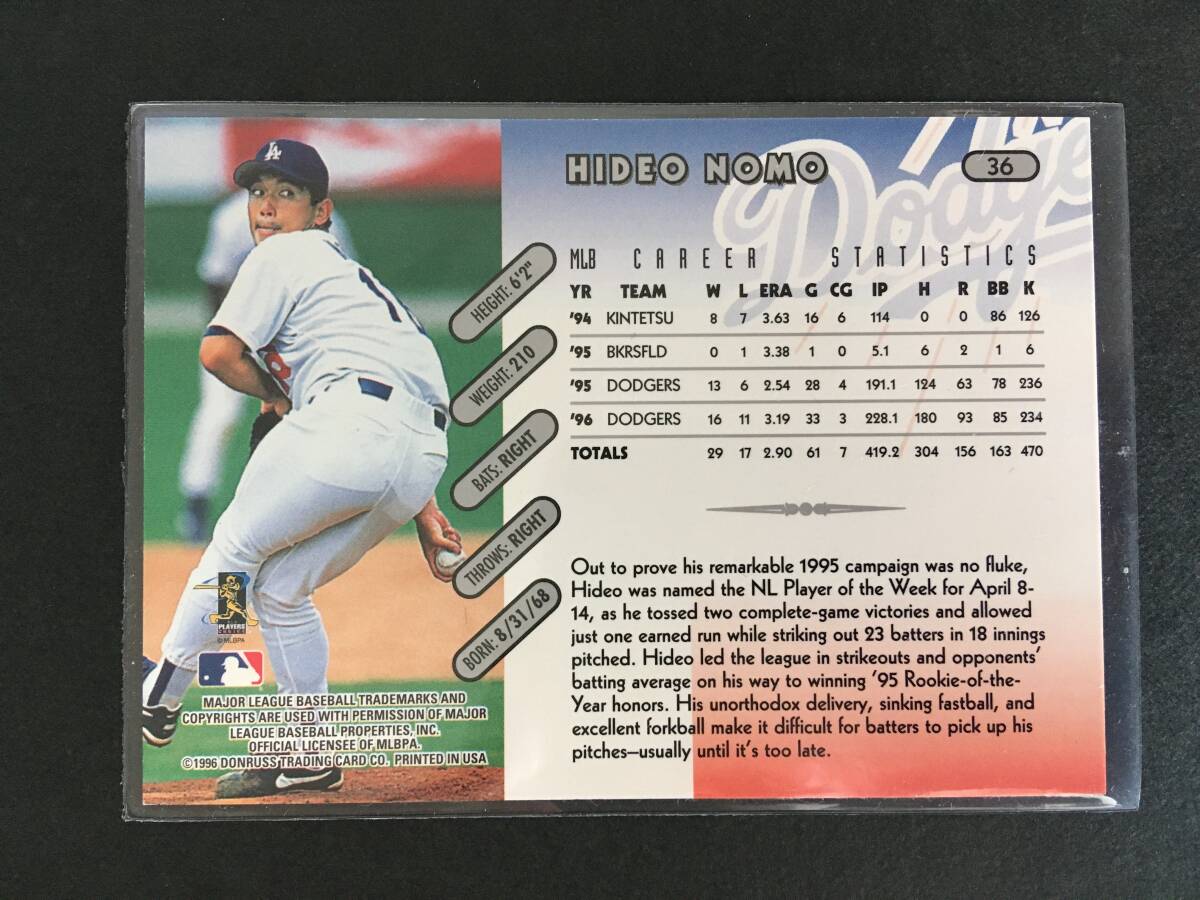 HIDEO NOMO
36
MLB CAREER STATISTICS
YR TEAM W L ERA G CG IP H R BB K
'94 KINTETSU 8 7 3.63 16 6 114 0 0 86 126
'95 BKRSFLD 0 1 3.38 1 0 5.1 6 2 1 6
'95 DODGERS 13 6 2.54 28 4 191.1 124 63 78 236
'96 DODGERS 16 11 3.19 33 3 228.1 180 93 85 234
TOTALS 29 17 2.90 61 7 419.2 304 156 163 470
Out to prove his remarkable 1995 campaign was no fluke,
Hideo was named the NL Player of the Week for April 8-
14, as he tossed two complete-game victories and allowed
just one earned run while striking out 23 batters in 18 innings
pitched. Hideo led the league in strikeouts and opponents'
batting average on his way to winning '95 Rookie-of-the-
Year honors. His unorthodox delivery, sinking fastball, and
excellent forkball make it difficult for batters to pick up his
pitches—usually until it's too late.
HEIGHT: 6'2"
WEIGHT: 210
BATS: RIGHT
THROWS: RIGHT
BORN: 8/31/68
LA
Dodge
PLAYERS
CHOICE
© MLBPA
MAJOR LEAGUE BASEBALL TRADEMARKS AND
COPYRIGHTS ARE USED WITH PERMISSION OF MAJOR
LEAGUE BASEBALL PROPERTIES, INC.
OFFICIAL LICENSEE OF MLBPA.
©1996 DONRUSS TRADING CARD CO. PRINTED IN USA